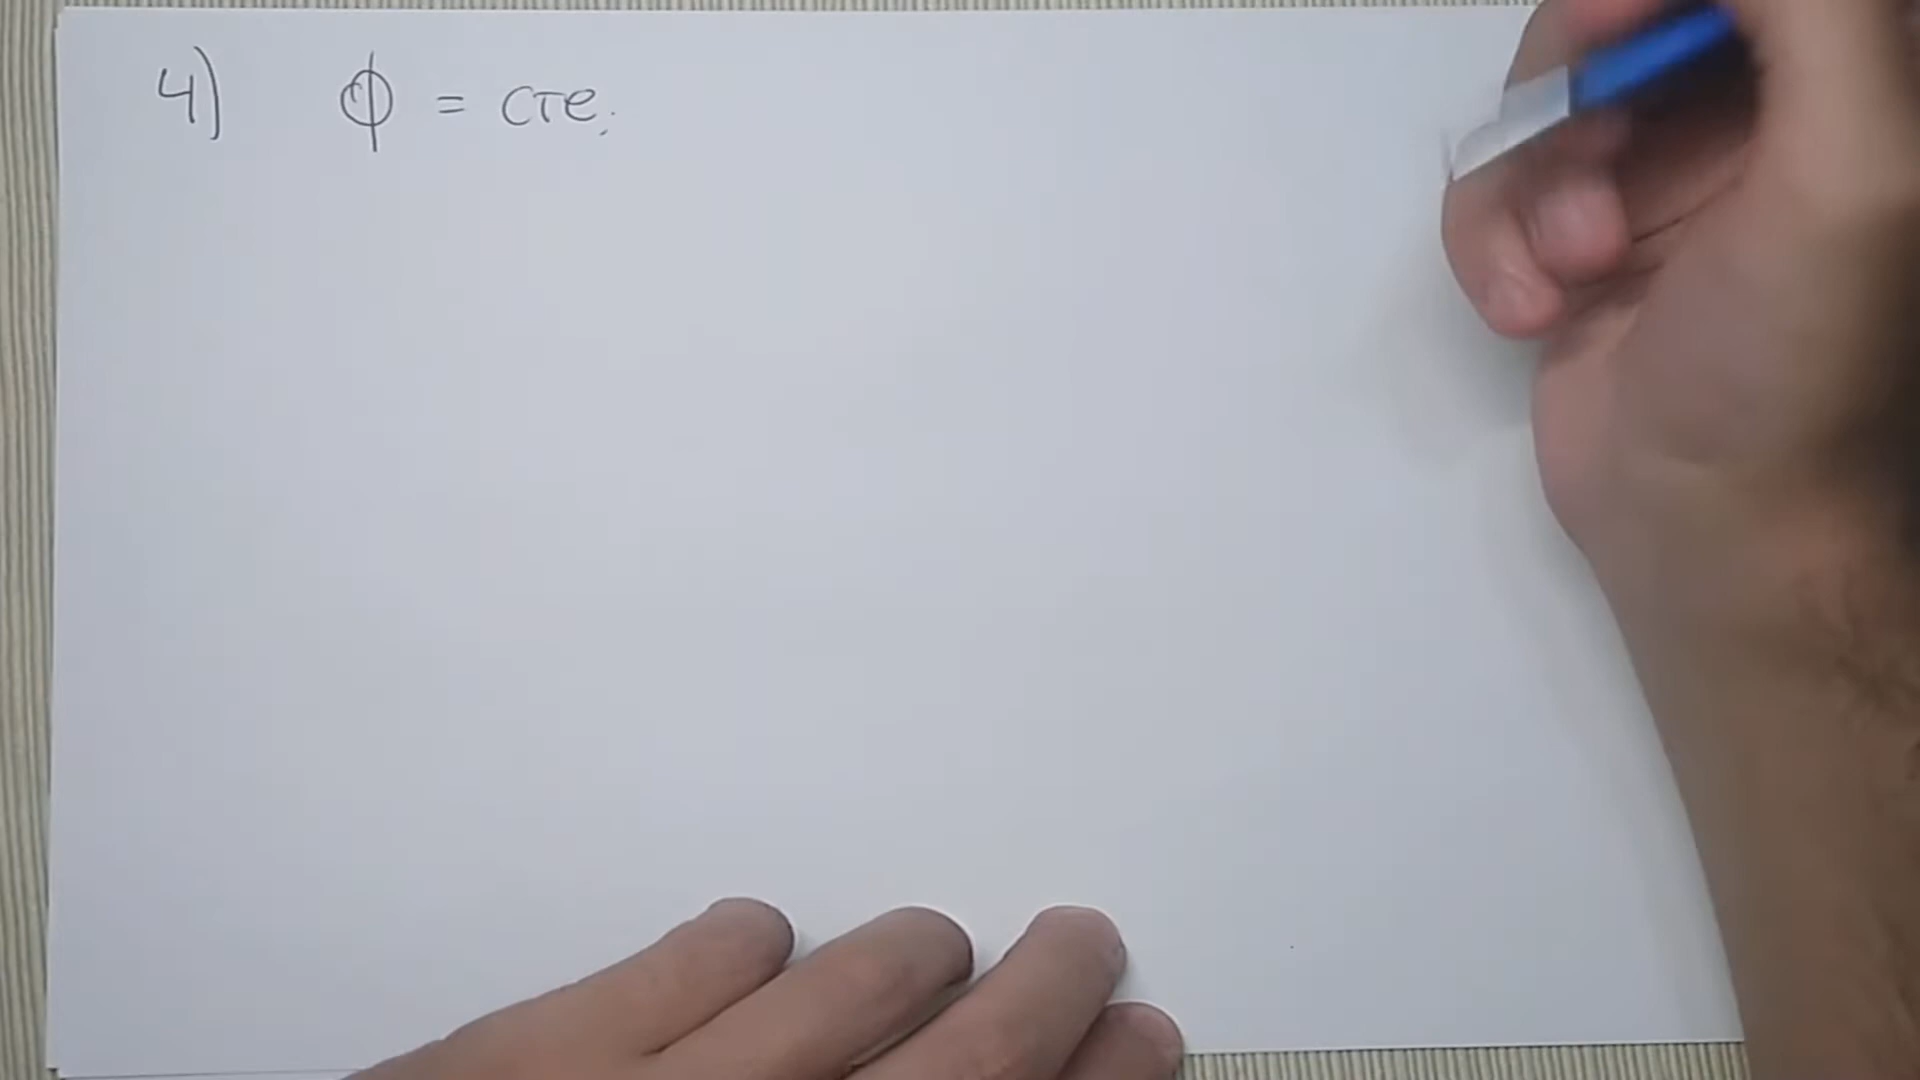 4) ϕ = cte.